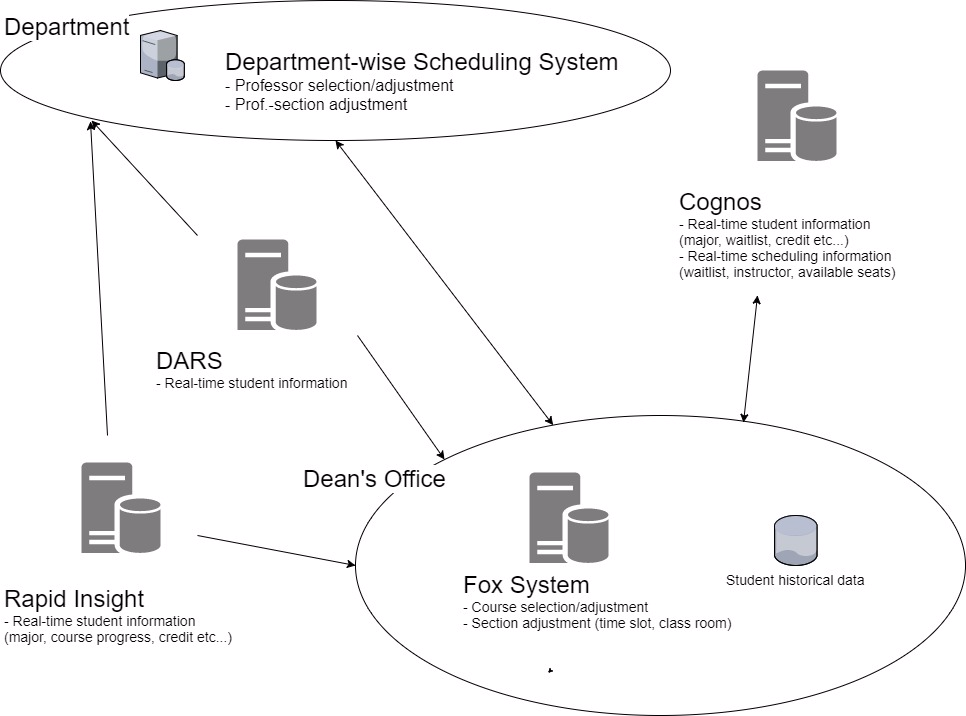 Department
Department-wise Scheduling System
- Professor selection/adjustment
- Prof.-section adjustment
Cognos
- Real-time student information
(major, waitlist, credit etc...)
- Real-time scheduling information
(waitlist, instructor, available seats)
DARS
- Real-time student information
Dean's Office
Rapid Insight
- Real-time student information
(major, course progress, credit etc...)
Fox System
- Course selection/adjustment
- Section adjustment (time slot, class room)
Student historical data